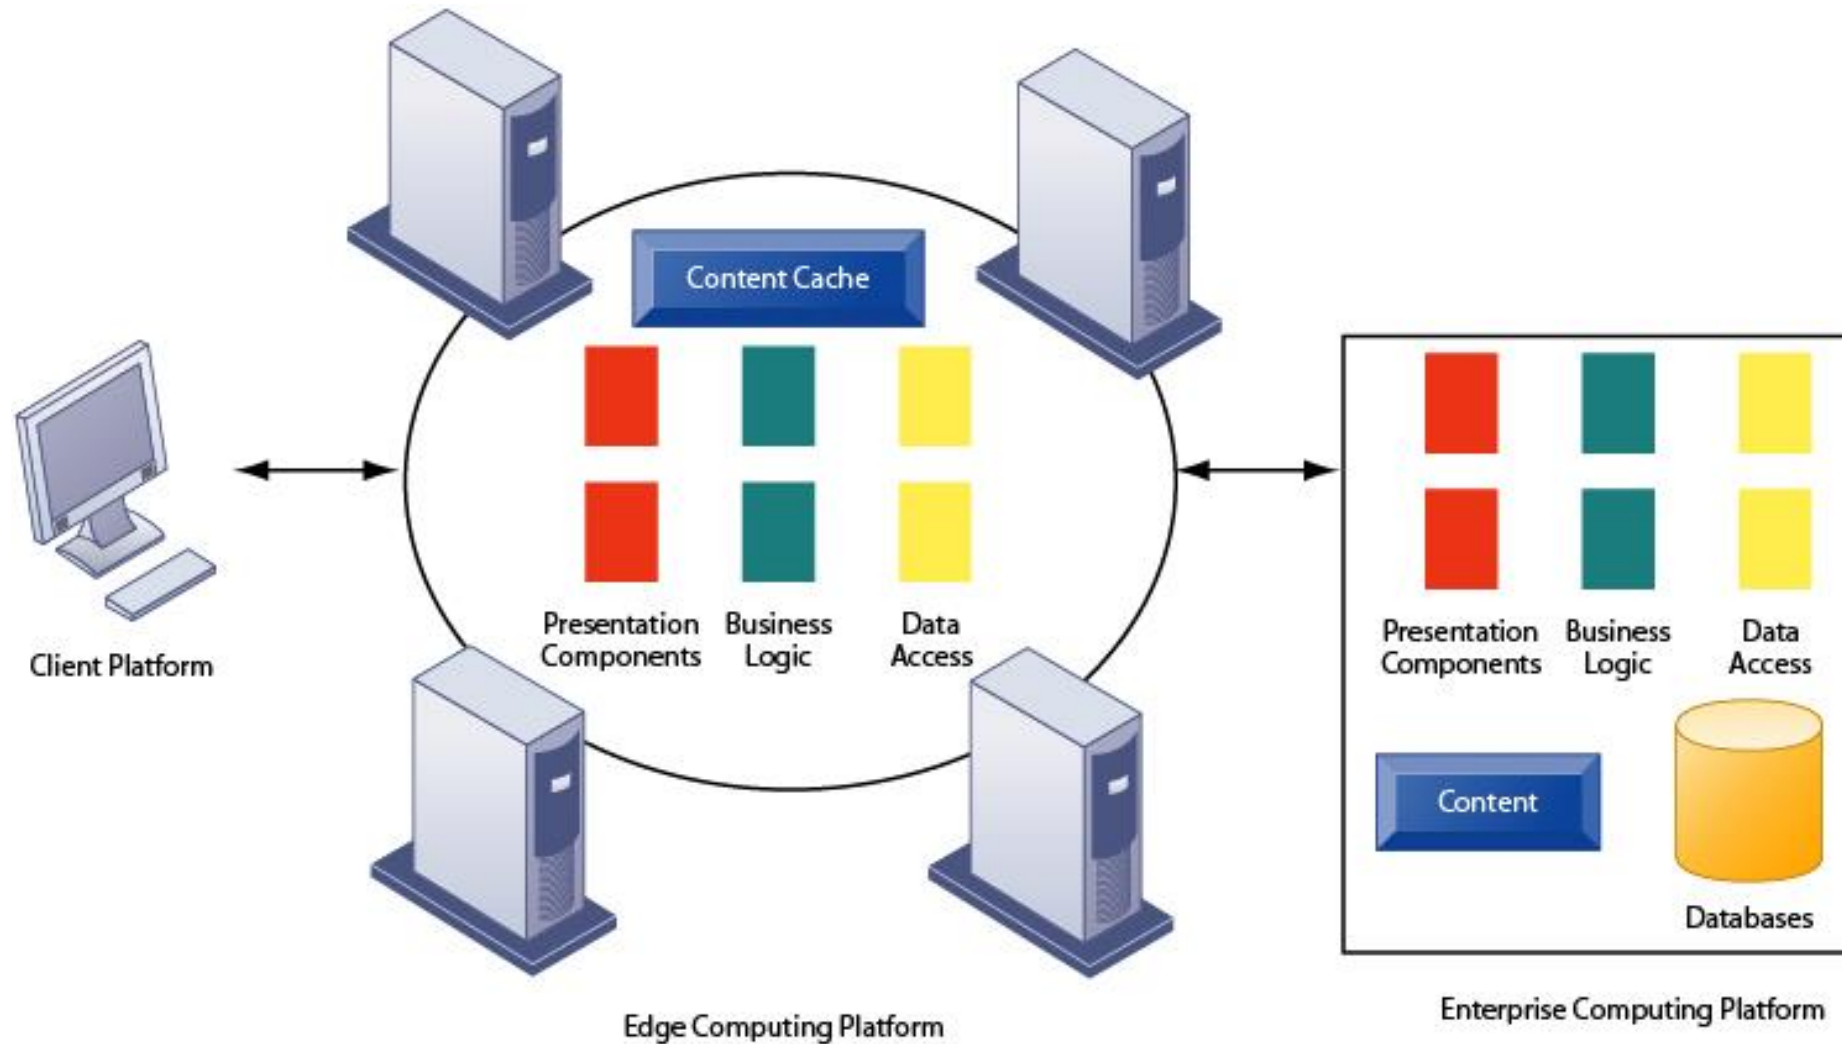 Content Cache
Presentation
Components
Business
Logic
Data
Access
Client Platform
Edge Computing Platform
Presentation
Components
Business
Logic
Data
Access
Content
Databases
Enterprise Computing Platform